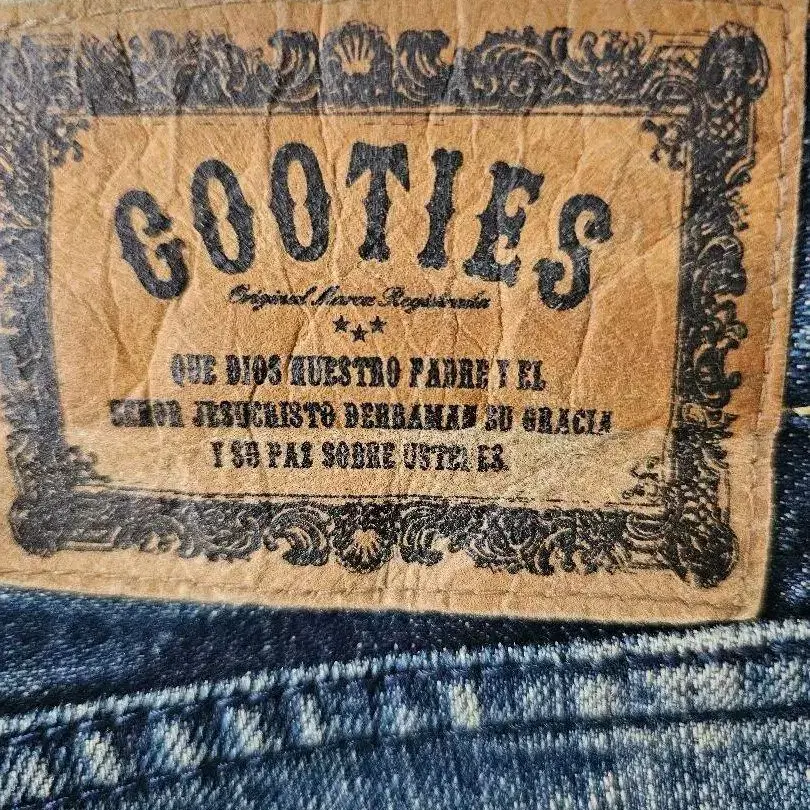 COOTIES
Original Marca Registrada
QUE DIOS NUESTRO PADRE Y EL
SEÑOR JESUCRISTO DERRAMAN SU GRACIA
Y SU PAZ SOBRE USTEDES.